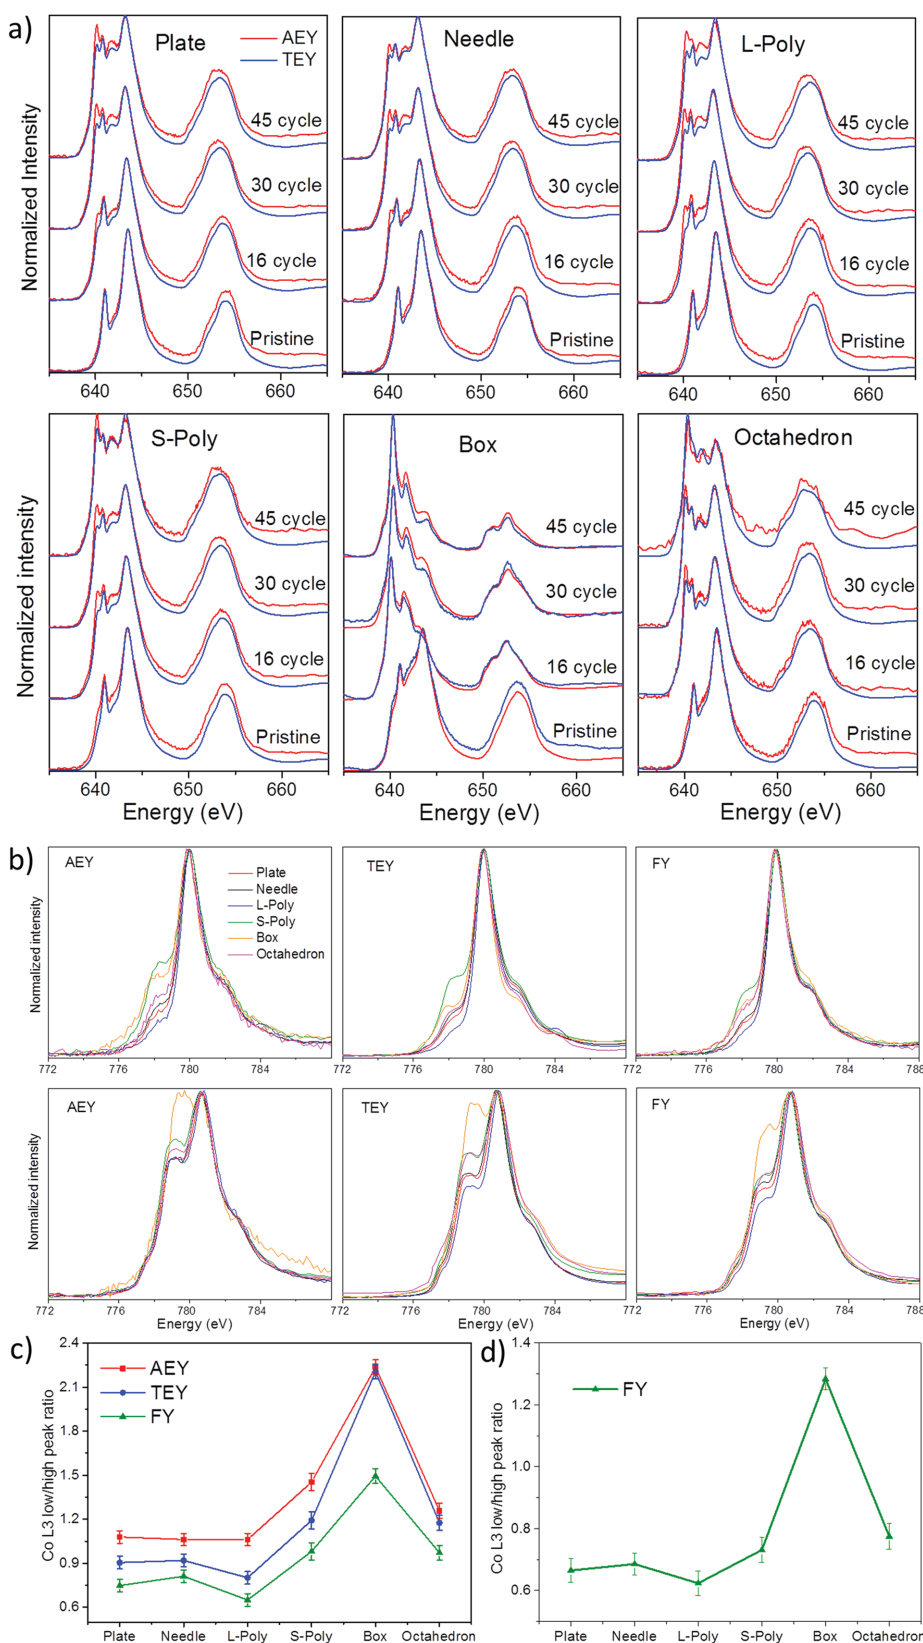 a)
Plate
AEY
TEY
45 cycle
30 cycle
16 cycle
Pristine
Needle
45 cycle
30 cycle
16 cycle
Pristine
L-Poly
45 cycle
30 cycle
16 cycle
Pristine
Normalized Intensity
640 650 660
640 650 660
640 650 660
S-Poly
45 cycle
30 cycle
16 cycle
Pristine
Box
45 cycle
30 cycle
16 cycle
Pristine
Octahedron
45 cycle
30 cycle
16 cycle
Pristine
Normalized intensity
640 650 660
640 650 660
640 650 660
Energy (eV)
Energy (eV)
Energy (eV)
b)
AEY
Plate
Needle
L-Poly
S-Poly
Box
Octahedron
TEY
FY
Normalized intensity
772 776 780 784
772 776 780 784
772 776 780 784 788
AEY
TEY
FY
Normalized intensity
772 776 780 784
772 776 780 784
772 776 780 784 788
Energy (eV)
Energy (eV)
Energy (eV)
c)
AEY
TEY
FY
Co L3 low/high peak ratio
2.4
2.1
1.8
1.5
1.2
0.9
0.6
Plate Needle L-Poly S-Poly Box Octahedron
d)
FY
Co L3 low/high peak ratio
1.4
1.2
1.0
0.8
0.6
Plate Needle L-Poly S-Poly Box Octahedron